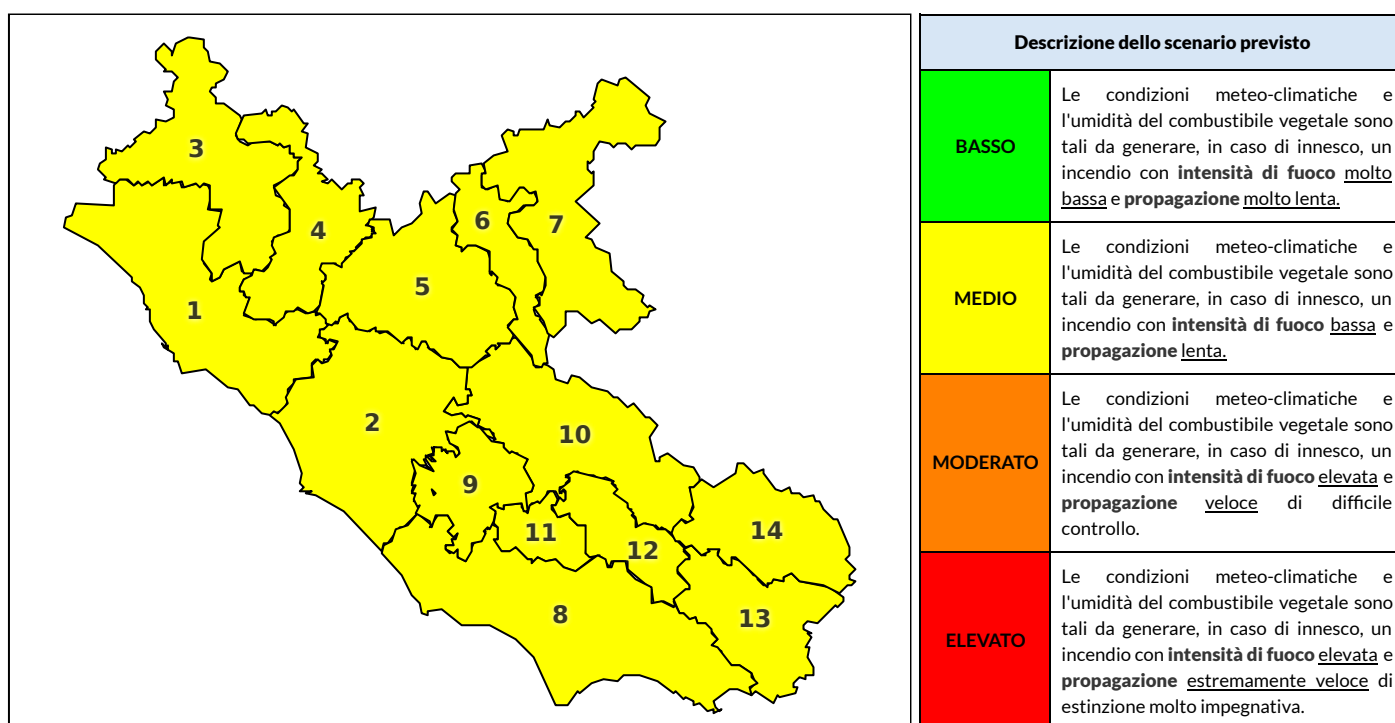 3
4
6
7
5
1
2
10
9
11
12
14
8
13
Descrizione dello scenario previsto
BASSO
Le condizioni meteo-climatiche e
l'umidità del combustibile vegetale sono
tali da generare, in caso di innesco, un
incendio con intensità di fuoco molto
bassa e propagazione molto lenta.
MEDIO
Le condizioni meteo-climatiche e
l'umidità del combustibile vegetale sono
tali da generare, in caso di innesco, un
incendio con intensità di fuoco bassa e
propagazione lenta.
MODERATO
Le condizioni meteo-climatiche e
l'umidità del combustibile vegetale sono
tali da generare, in caso di innesco, un
incendio con intensità di fuoco elevata e
propagazione veloce di difficile
controllo.
ELEVATO
Le condizioni meteo-climatiche e
l'umidità del combustibile vegetale sono
tali da generare, in caso di innesco, un
incendio con intensità di fuoco elevata e
propagazione estremamente veloce di
estinzione molto impegnativa.